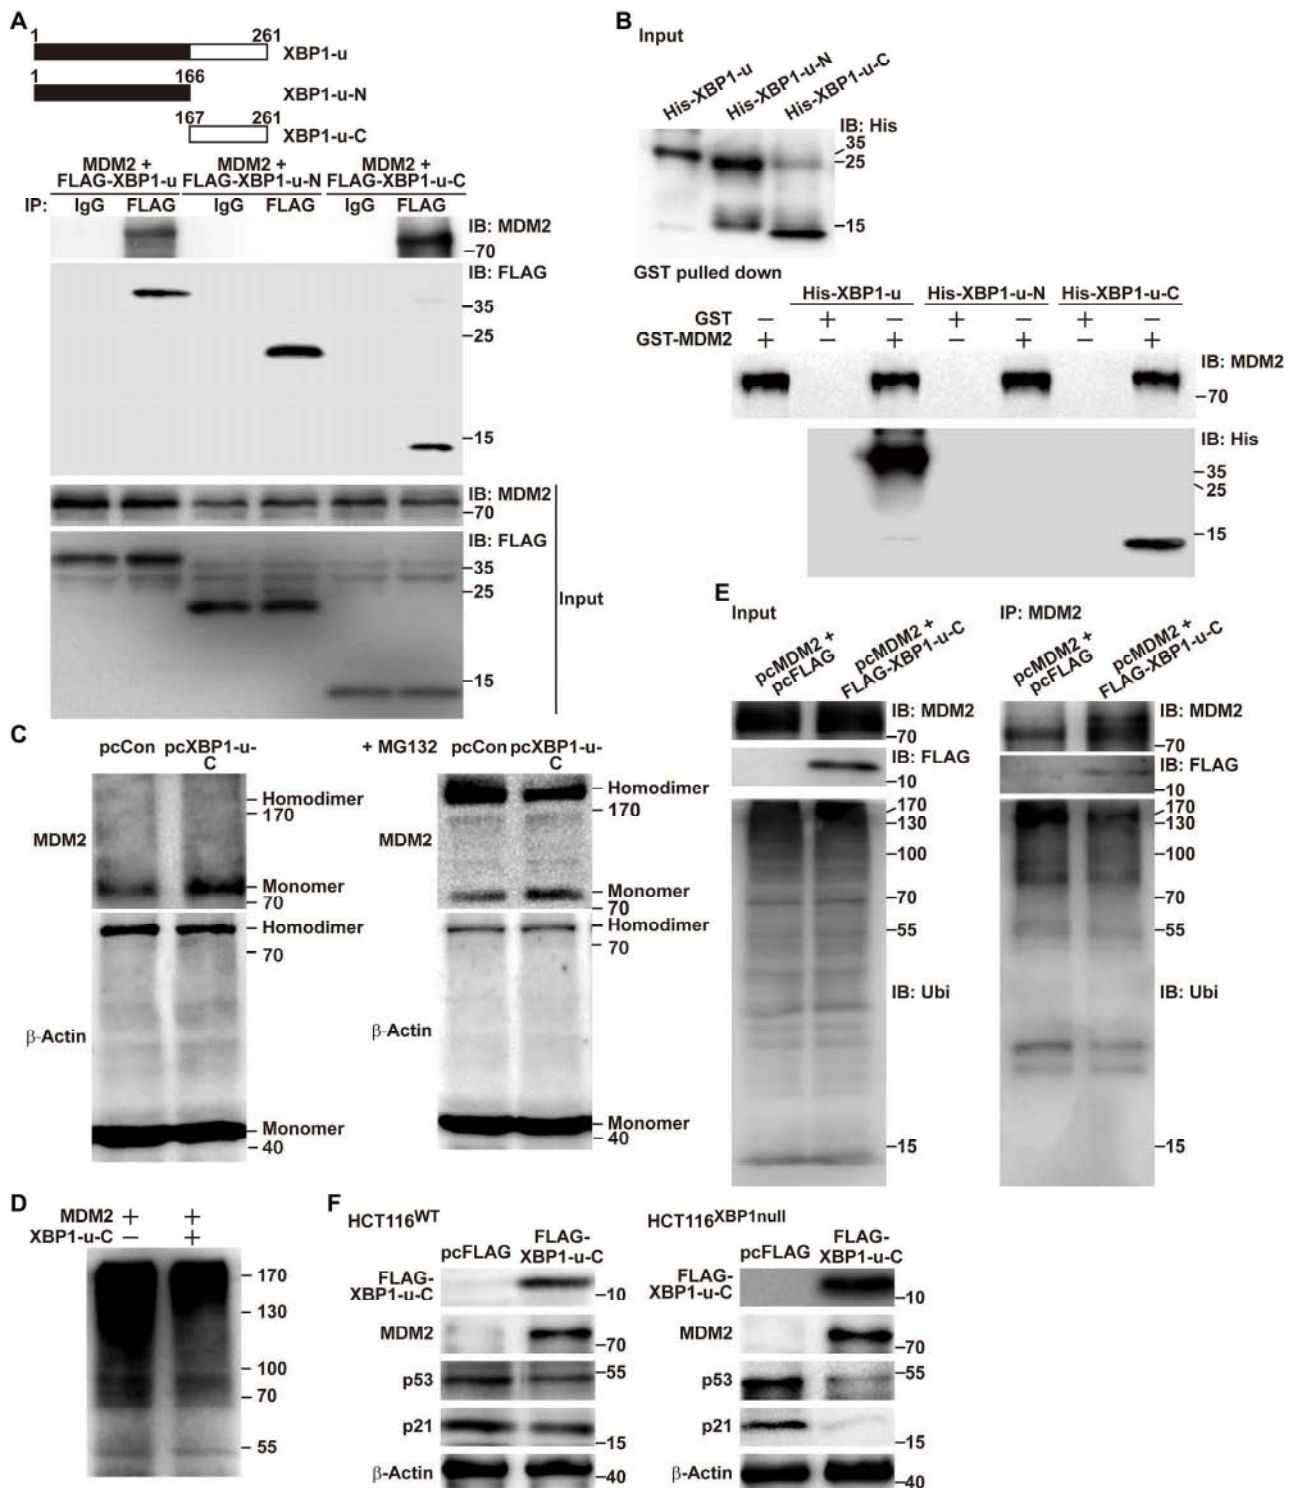 A
1 261
XBP1-u
1 166
XBP1-u-N
167 261
XBP1-u-C
MDM2 + MDM2 + MDM2 +
FLAG-XBP1-u FLAG-XBP1-u-N FLAG-XBP1-u-C
IP: IgG FLAG IgG FLAG IgG FLAG
IB: MDM2
–70
IB: FLAG
–35
–25
–15
IB: MDM2
–70
IB: FLAG
–35
–25
–15
Input
B
Input
His-XBP1-u His-XBP1-u-N His-XBP1-u-C
IB: His
35
–25
–15
GST pulled down
His-XBP1-u His-XBP1-u-N His-XBP1-u-C
GST – + – + – + –
GST-MDM2 + – + – + – +
IB: MDM2
–70
IB: His
–35
–25
–15
C
pcCon pcXBP1-u-
C
MDM2
– Homodimer
– 170
– Monomer
– 70
β-Actin
– Homodimer
– 70
– Monomer
– 40
+ MG132 pcCon pcXBP1-u-
C
MDM2
– Homodimer
– 170
– Monomer
– 70
β-Actin
– Homodimer
– 70
– Monomer
– 40
D
MDM2 + +
XBP1-u-C – +
– 170
– 130
– 100
– 70
– 55
E
Input
pcMDM2 +
pcFLAG
pcMDM2 +
FLAG-XBP1-u-C
IB: MDM2
–70
IB: FLAG
–10
–170
–130
–100
–70
–55
IB: Ubi
–15
IP: MDM2
pcMDM2 +
pcFLAG
pcMDM2 +
FLAG-XBP1-u-C
IB: MDM2
–70
IB: FLAG
–10
–170
–130
–100
–70
–55
IB: Ubi
–15
F
HCT116WT
pcFLAG FLAG-
XBP1-u-C
FLAG-
XBP1-u-C
–10
MDM2
–70
p53
–55
p21
–15
β-Actin
–40
HCT116XBP1null
pcFLAG FLAG-
XBP1-u-C
FLAG-
XBP1-u-C
–10
MDM2
–70
p53
–55
p21
–15
β-Actin
–40